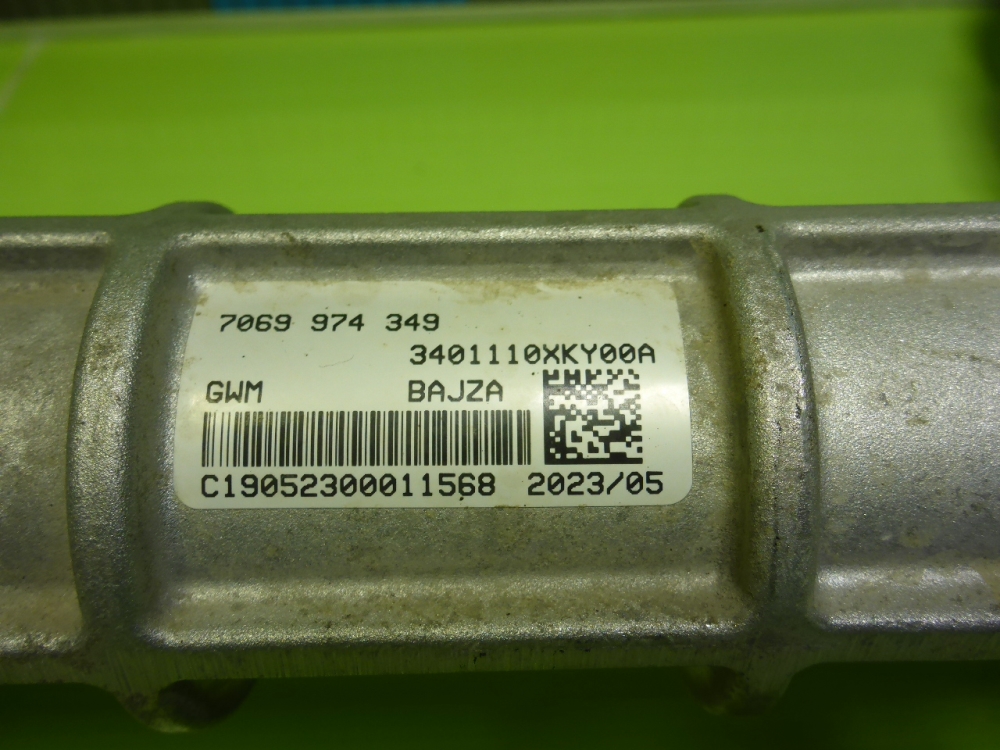 7069 974 349
3401110XKY00A
GWM BAJZA
C19052300011568 2023/05